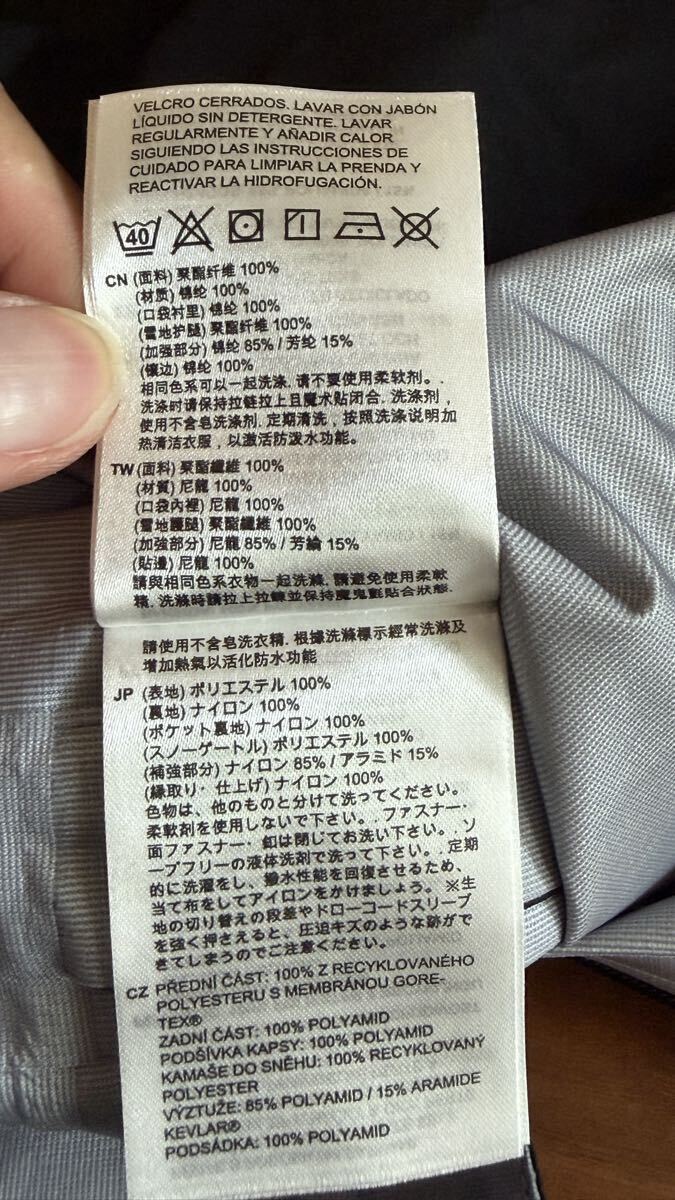 VELCRO CERRADOS. LAVAR CON JABÓN
LÍQUIDO SIN DETERGENTE. LAVAR
REGULARMENTE Y AÑADIR CALOR
SIGUIENDO LAS INSTRUCCIONES DE
CUIDADO PARA LIMPIAR LA PRENDA Y
REACTIVAR LA HIDROFUGACIÓN.
40
CN (面料) 聚酯纤维 100%
(材质) 锦纶 100%
(口袋衬里) 锦纶 100%
(雪地护腿) 聚酯纤维 100%
(加强部分) 锦纶 85% / 芳纶 15%
(镶边) 锦纶 100%
相同色系可以一起洗涤. 请不要使用柔软剂。.
洗涤时请保持拉链拉上且魔术贴闭合. 洗涤剂，
使用不含皂洗涤剂. 定期清洗，按照洗涤说明加
热清洁衣服，以激活防泼水功能。
TW (面料) 聚酯纖維 100%
(材質) 尼龍 100%
(口袋內裡) 尼龍 100%
(雪地護腿) 聚酯纖維 100%
(加強部分) 尼龍 85% / 芳綸 15%
(貼邊) 尼龍 100%
請與相同色系衣物一起洗滌. 請避免使用柔軟
精. 洗滌時請拉上拉鍊並保持魔鬼氈貼合狀態.
請使用不含皂洗衣精. 根據洗滌標示經常洗滌及
增加熱氣以活化防水功能
JP (表地) ポリエステル 100%
(裏地) ナイロン 100%
(ポケット裏地) ナイロン 100%
(スノーゲートル) ポリエステル 100%
(補強部分) ナイロン 85% / アラミド 15%
(縁取り・仕上げ) ナイロン 100%
色物は、他のものと分けて洗ってください。
柔軟剤を使用しないで下さい。. ファスナー・
面ファスナー・釦は閉じてお洗い下さい。. ソ
ープフリーの液体洗剤で洗って下さい。. 定期
的に洗濯をし、撥水性能を回復させるため、
当て布をしてアイロンをかけましょう。 ※生
地の切り替えの段差やドローコードスリーブ
を強く押さえると、圧迫キズのような跡がで
きてしまうのでご注意ください。
CZ PŘEDNÍ ČÁST: 100% Z RECYKLOVANÉHO
POLYESTERU S MEMBRÁNOU GORE-
TEX®
ZADNÍ ČÁST: 100% POLYAMID
PODŠÍVKA KAPSY: 100% POLYAMID
KAMAŠE DO SNĚHU: 100% RECYKLOVANÝ
POLYESTER
VÝZTUŽE: 85% POLYAMID / 15% ARAMIDE
KEVLAR®
PODSÁDKA: 100% POLYAMID